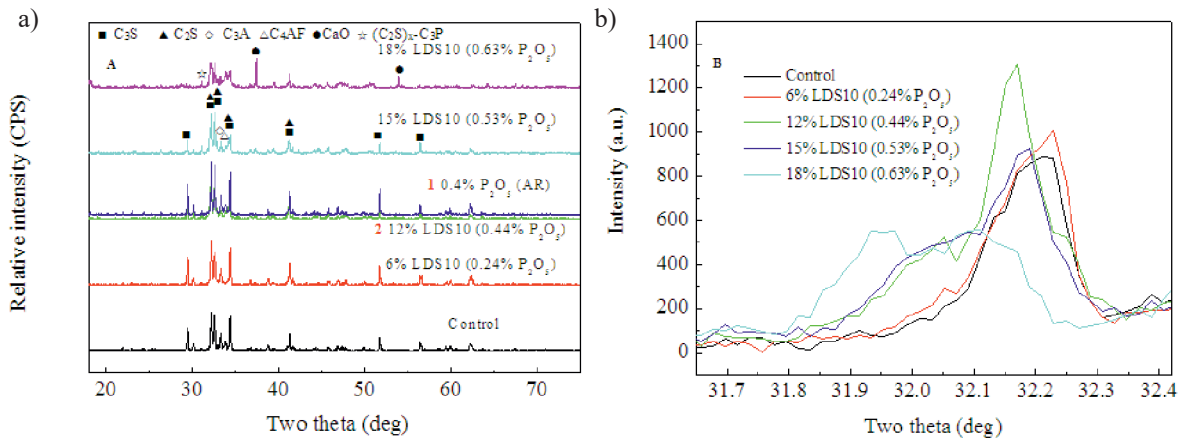 a)
■ C₃S ▲ C₂S ◇ C₃A △ C₄AF ● CaO ☆ (C₂S)ₓ-C₃P
A
18% LDS10 (0.63% P₂O₅)
15% LDS10 (0.53% P₂O₅)
1 0.4% P₂O₅ (AR)
2 12% LDS10 (0.44% P₂O₅)
6% LDS10 (0.24% P₂O₅)
Control
Relative intensity (CPS)
20 30 40 50 60 70
Two theta (deg)
b)
B
Control
6% LDS10 (0.24% P₂O₅)
12% LDS10 (0.44% P₂O₅)
15% LDS10 (0.53% P₂O₅)
18% LDS10 (0.63% P₂O₅)
Intensity (a.u.)
1400
1200
1000
800
600
400
200
0
31.7 31.8 31.9 32.0 32.1 32.2 32.3 32.4
Two theta (deg)